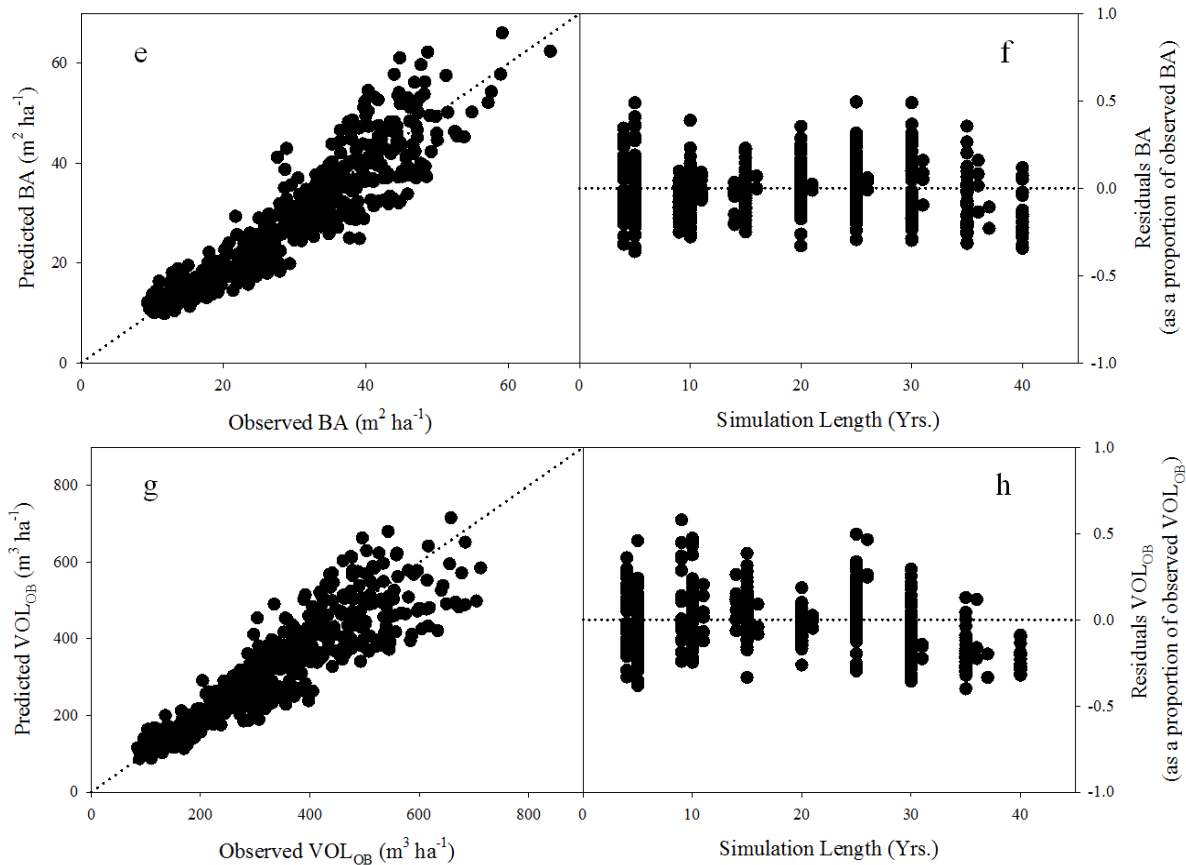 e
Predicted BA (m² ha⁻¹)
60
40
20
0
0 20 40 60
Observed BA (m² ha⁻¹)
f
1.0
0.5
0.0
-0.5
-1.0
Residuals BA
(as a proportion of observed BA)
0 10 20 30 40
Simulation Length (Yrs.)
g
Predicted VOL_OB (m³ ha⁻¹)
800
600
400
200
0
0 200 400 600 800
Observed VOL_OB (m³ ha⁻¹)
h
1.0
0.5
0.0
-0.5
-1.0
Residuals VOL_OB
(as a proportion of observed VOL_OB)
0 10 20 30 40
Simulation Length (Yrs.)